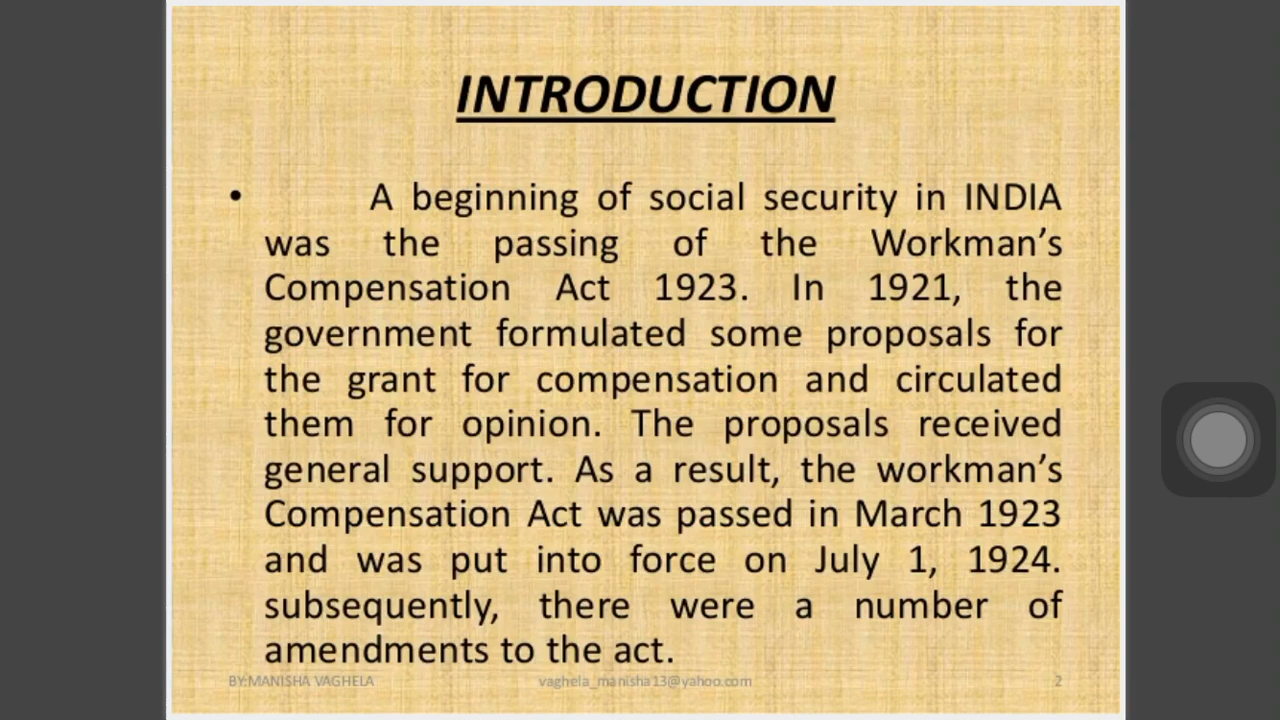 INTRODUCTION
• A beginning of social security in INDIA
was the passing of the Workman’s
Compensation Act 1923. In 1921, the
government formulated some proposals for
the grant for compensation and circulated
them for opinion. The proposals received
general support. As a result, the workman’s
Compensation Act was passed in March 1923
and was put into force on July 1, 1924.
subsequently, there were a number of
amendments to the act.
BY:MANISHA VAGHELA vaghela_manisha13@yahoo.com 2